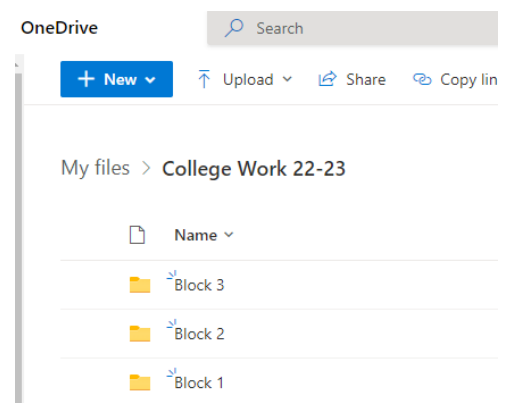 OneDrive Search
New Upload Share Copy lin
My files > College Work 22-23
Name
Block 3
Block 2
Block 1